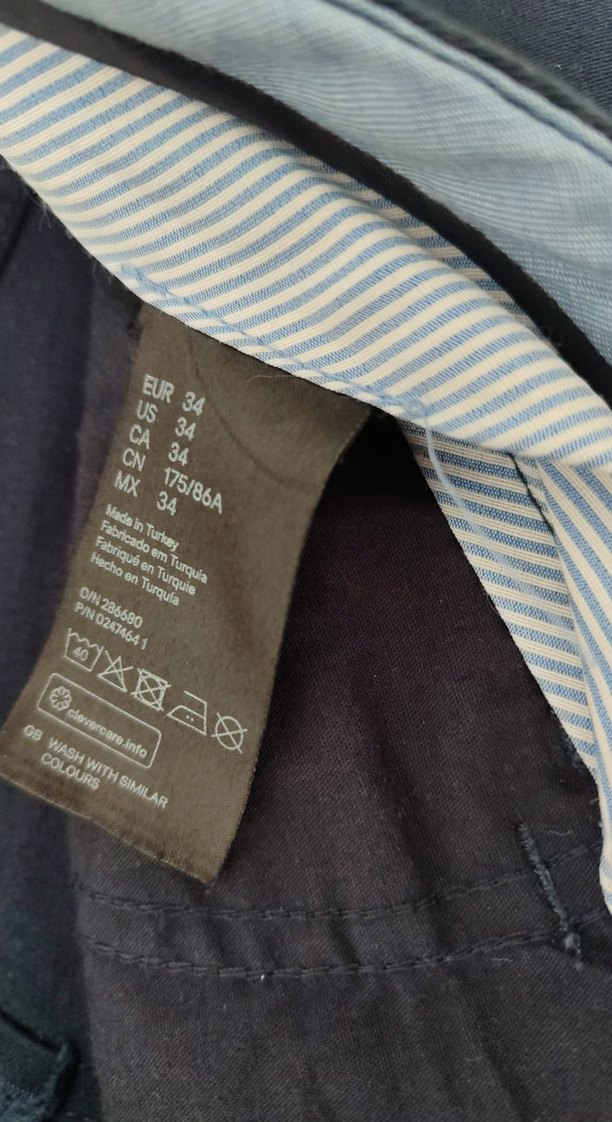 EUR 34
US 34
CA 34
CN 175/86A
MX 34
Made in Turkey
Fabricado em Turquia
Fabriqué en Turquie
Hecho en Turquía
O/N 286680
P/N 0247464 1
40
clevercare.info
GB WASH WITH SIMILAR
COLOURS